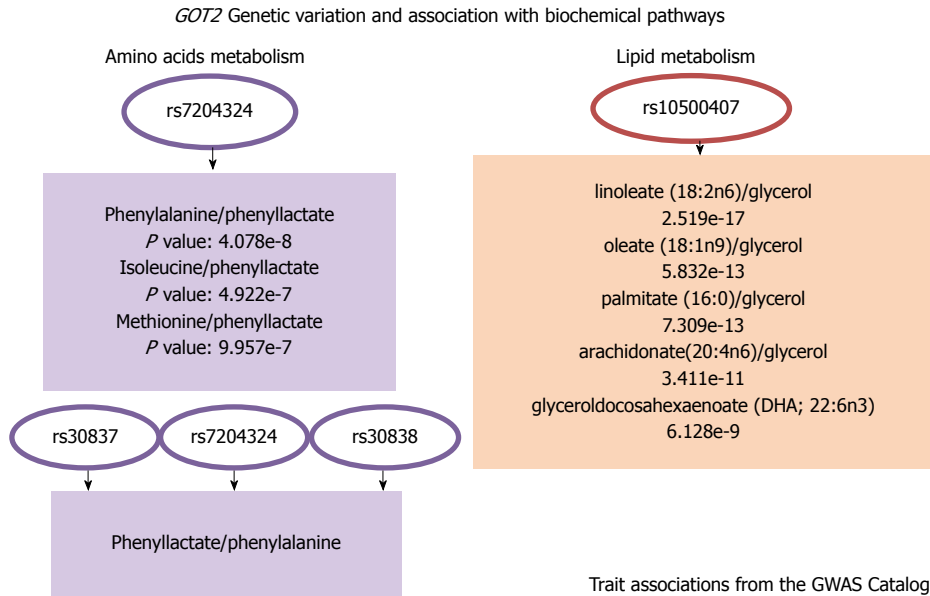 GOT2 Genetic variation and association with biochemical pathways
Amino acids metabolism
rs7204324
Phenylalanine/phenyllactate
P value: 4.078e-8
Isoleucine/phenyllactate
P value: 4.922e-7
Methionine/phenyllactate
P value: 9.957e-7
rs30837
rs7204324
rs30838
Phenyllactate/phenylalanine
Lipid metabolism
rs10500407
linoleate (18:2n6)/glycerol
2.519e-17
oleate (18:1n9)/glycerol
5.832e-13
palmitate (16:0)/glycerol
7.309e-13
arachidonate(20:4n6)/glycerol
3.411e-11
glyceroldocosahexaenoate (DHA; 22:6n3)
6.128e-9
Trait associations from the GWAS Catalog